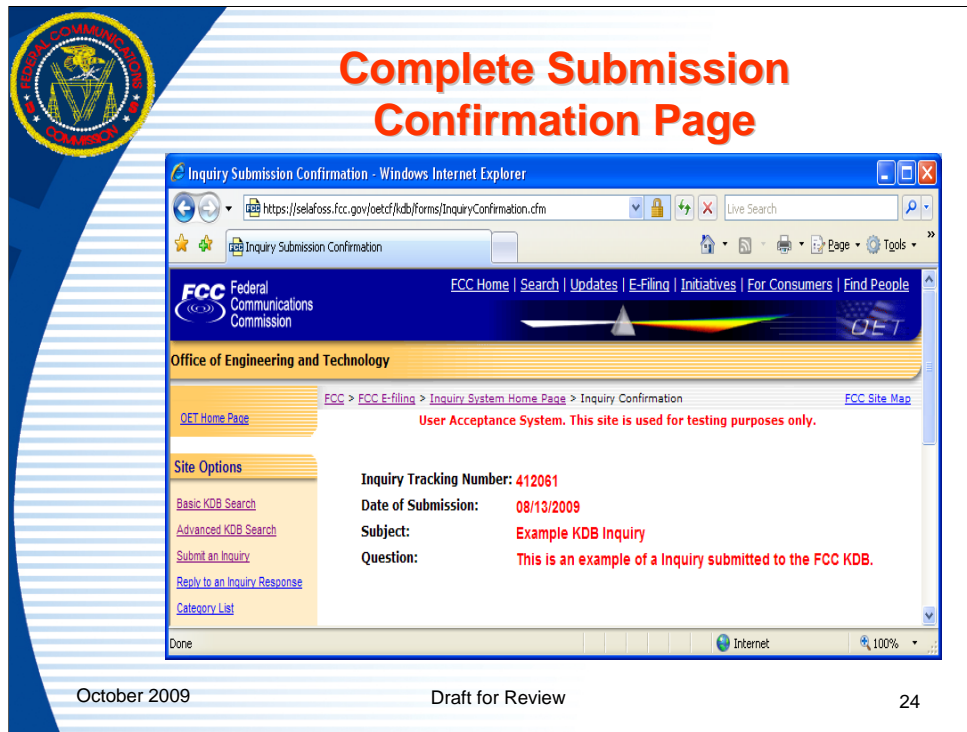 FEDERAL COMMUNICATIONS COMMISSION
Complete Submission
Confirmation Page
Inquiry Submission Confirmation - Windows Internet Explorer
https://selafoss.fcc.gov/oetcf/kdb/forms/InquiryConfirmation.cfm
Live Search
Inquiry Submission Confirmation
Page
Tools
»
FCC Federal
Communications
Commission
FCC Home | Search | Updates | E-Filing | Initiatives | For Consumers | Find People
OET
Office of Engineering and Technology
FCC > FCC E-filing > Inquiry System Home Page > Inquiry Confirmation
FCC Site Map
OET Home Page
User Acceptance System. This site is used for testing purposes only.
Site Options
Basic KDB Search
Advanced KDB Search
Submit an Inquiry
Reply to an Inquiry Response
Category List
Inquiry Tracking Number: 412061
Date of Submission: 08/13/2009
Subject: Example KDB Inquiry
Question: This is an example of a Inquiry submitted to the FCC KDB.
Done
Internet
100%
October 2009
Draft for Review
24